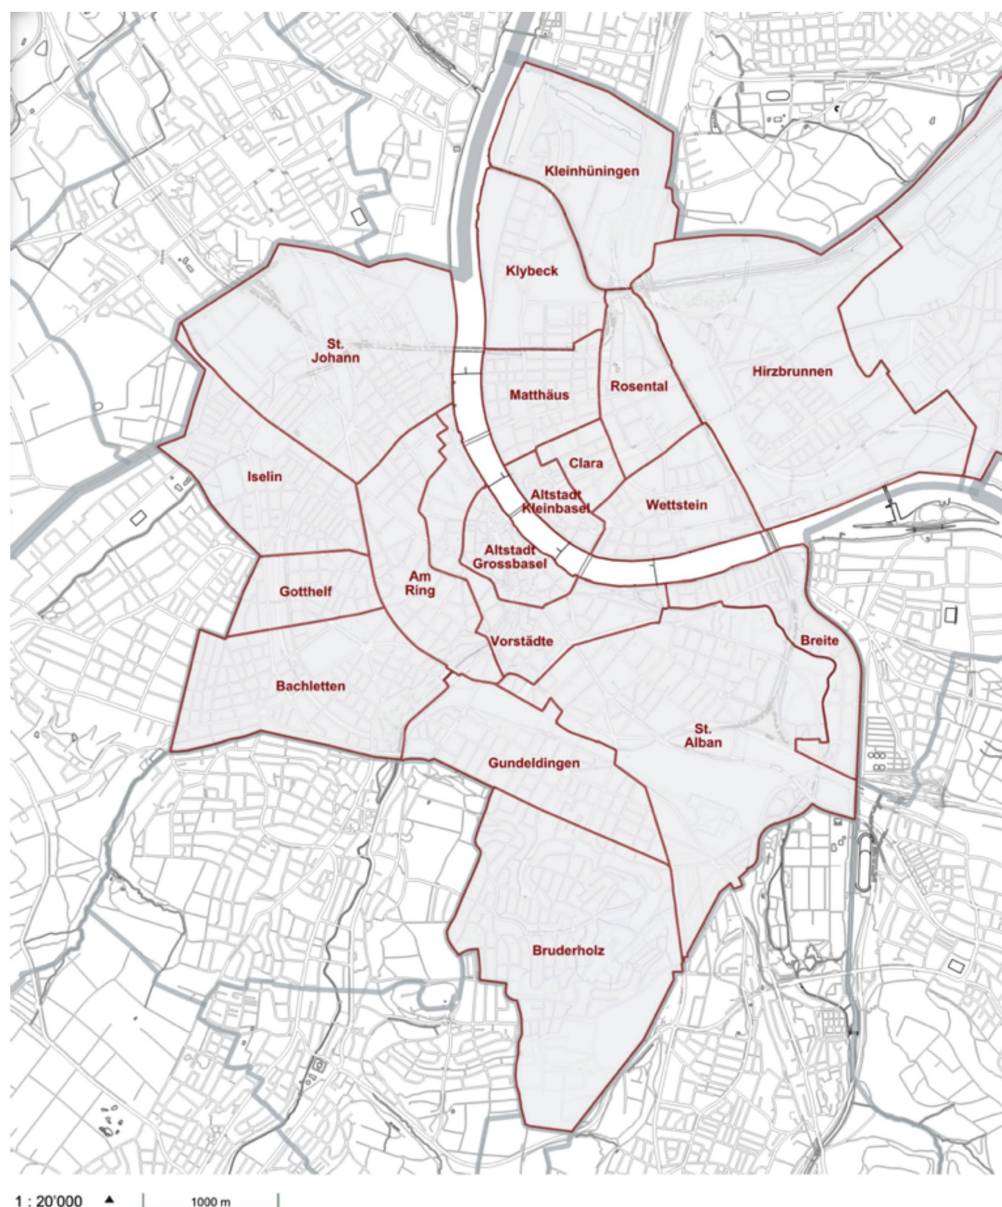 Kleinhüningen
Klybeck
St.
Johann
Hirzbrunnen
Rosental
Matthäus
Clara
Iselin
Altstadt
Kleinbasel
Wettstein
Altstadt
Grossbasel
Am
Ring
Gotthelf
Vorstädte
Breite
Bachletten
St.
Alban
Gundeldingen
Bruderholz
1 : 20'000
1000 m